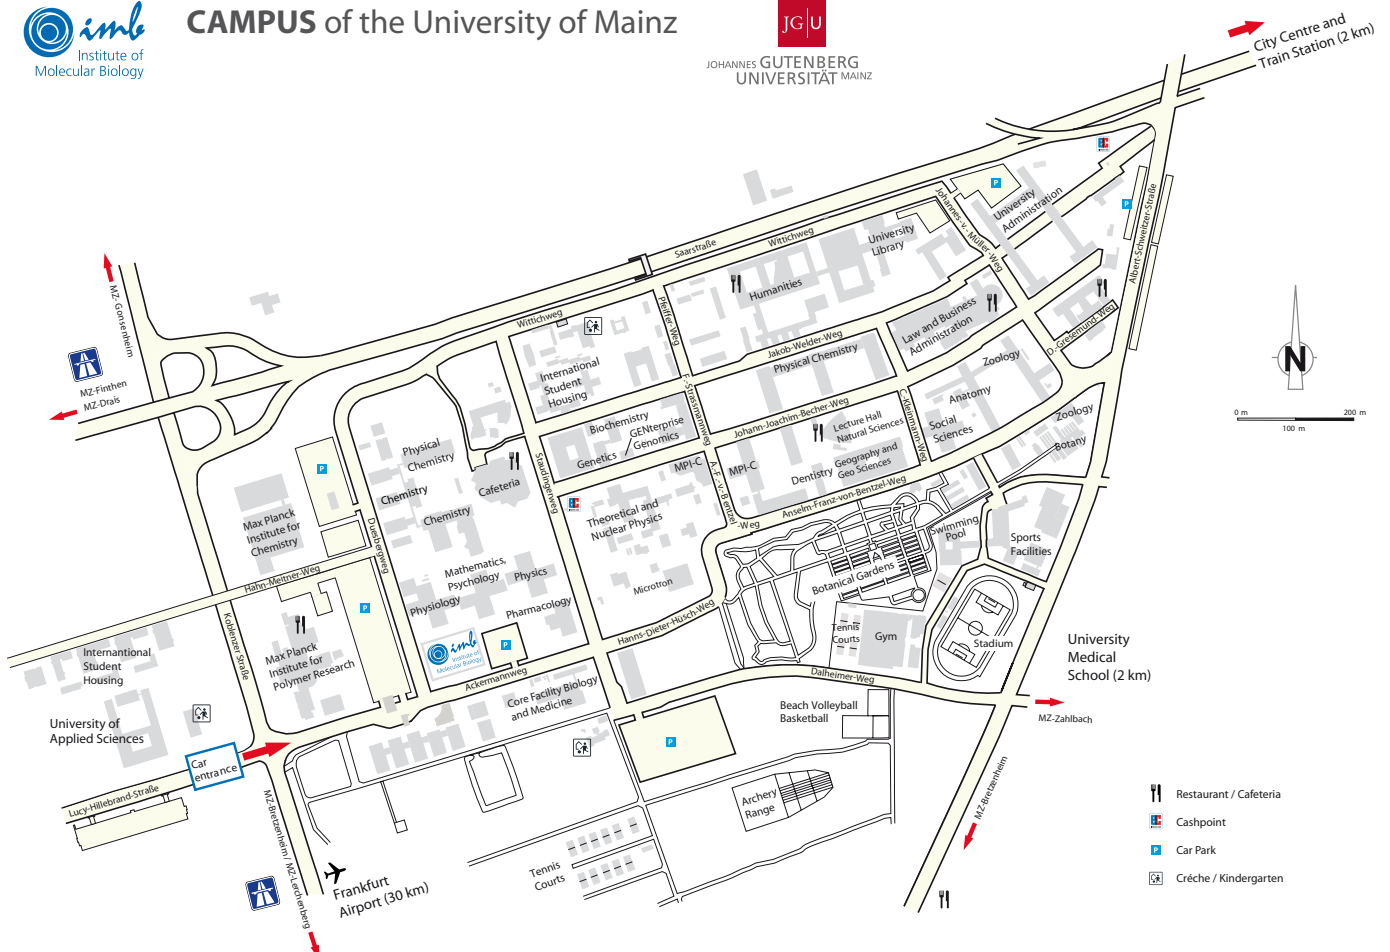 imb
Institute of
Molecular Biology
CAMPUS of the University of Mainz
JG|U
JOHANNES GUTENBERG
UNIVERSITÄT MAINZ
City Centre and
Train Station (2 km)
Saarstraße
Wittichweg
Johannes-v.-Müller-Weg
University
Administration
P
P
Albert-Schweitzer-Straße
University
Library
Humanities
MZ- Gonsenheim
MZ-Finthen
MZ-Drais
Wittichweg
Pfeiffer-Weg
Jakob-Welder-Weg
Law and Business
Administration
D.-Gresemund-Weg
N
0 m
200 m
100 m
International
Student
Housing
Physical Chemistry
Zoology
Anatomy
F.-Strassmannweg
Johann-Joachim-Becher-Weg
C.-Kleinmann-Weg
Zoology
Botany
Social
Sciences
Biochemistry
GENterprise
Genomics
Genetics
Lecture Hall
Natural Sciences
Geography and
Geo Sciences
Dentistry
MPI-C
MPI-C
A.-F.-v.-Bentzel
-Weg
Anselm-Franz-von-Bentzel-Weg
Physical
Chemistry
Chemistry
Chemistry
Cafeteria
Staudingerweg
P
Max Planck
Institute for
Chemistry
Duesbergweg
Theoretical and
Nuclear Physics
Swimming
Pool
Sports
Facilities
Hahn-Meitner-Weg
Mathematics,
Psychology
Physics
Physiology
Pharmacology
Microtron
Botanical Gardens
P
Koblenzer Straße
Hanns-Dieter-Hüsch-Weg
Tennis
Courts
Gym
Stadium
University
Medical
School (2 km)
Internantional
Student
Housing
Max Planck
Institute for
Polymer Research
imb
Institute of
Molecular Biology
P
Ackermannweg
Dalheimer-Weg
Core Facility Biology
and Medicine
University of
Applied Sciences
Beach Volleyball
Basketball
MZ-Zahlbach
Car
entrance
P
Lucy-Hillebrand-Straße
MZ-Bretzenheim / MZ-Lerchenberg
Archery
Range
MZ-Bretzenheim
Tennis
Courts
Frankfurt
Airport (30 km)
Restaurant / Cafeteria
EC
Cashpoint
P
Car Park
Créche / Kindergarten